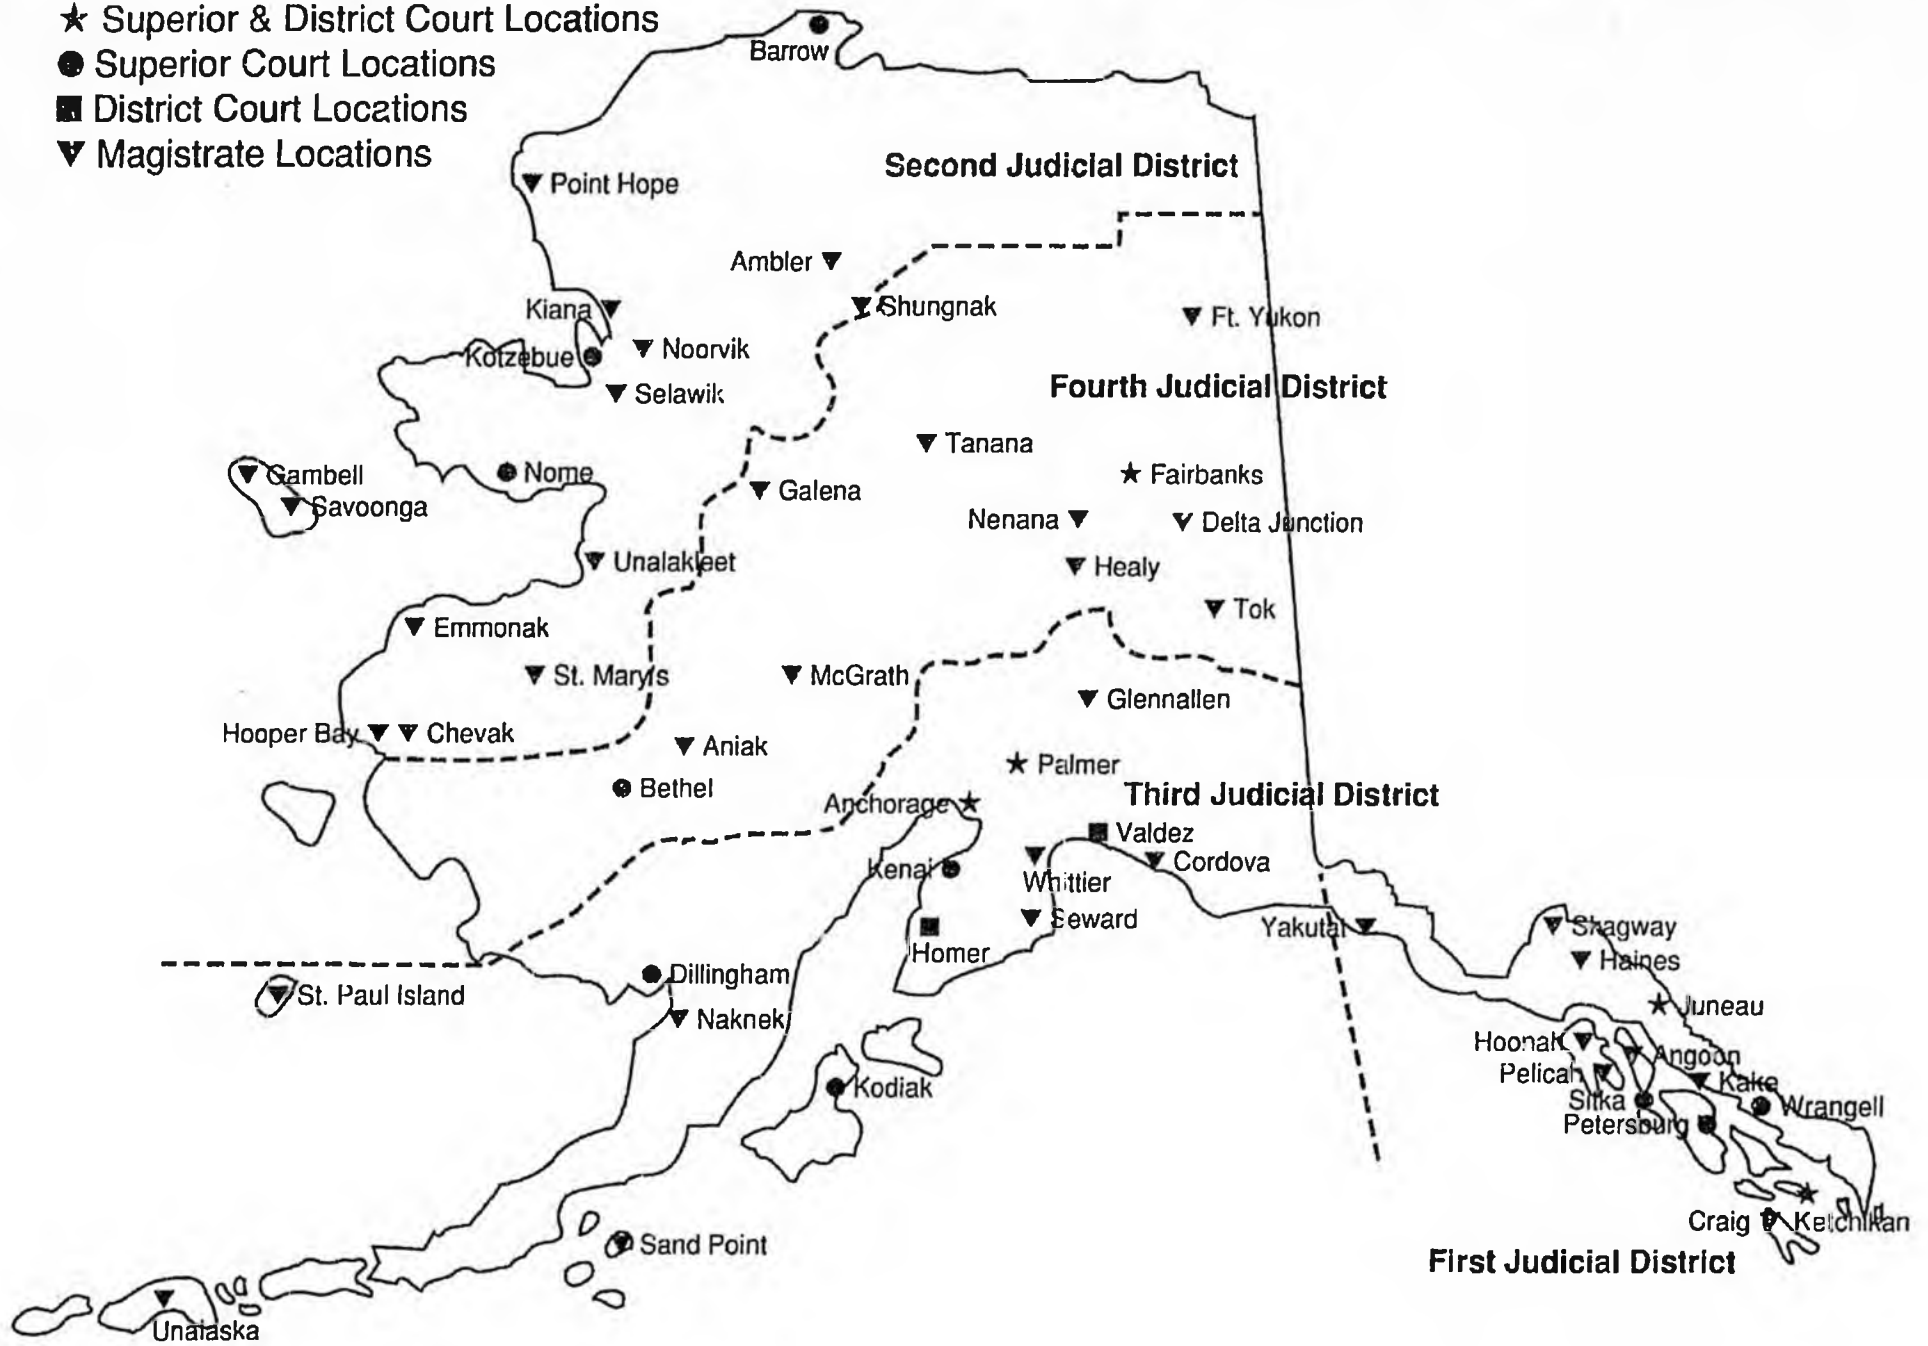 Superior & District Court Locations
Superior Court Locations
District Court Locations
Magistrate Locations
Barrow
Second Judicial District
Point Hope
Ambler
Kiana
Shungnak
Ft. Yukon
Noorvik
Kotzebue
Selawik
Fourth Judicial District
Tanana
Gambell
Nome
Fairbanks
Galena
Savoonga
Nenana
Delta Junction
Unalakleet
Healy
Tok
Emmonak
St. Mary's
McGrath
Glennallen
Hooper Bay
Chevak
Aniak
Palmer
Bethel
Anchorage
Third Judicial District
Valdez
Cordova
Kenai
Whittier
Seward
Yakutat
Skagway
Homer
Haines
Dillingham
St. Paul Island
Juneau
Naknek
Hoonah
Angoon
Pelican
Kake
Kodiak
Sitka
Wrangell
Petersburg
Craig
Ketchikan
Sand Point
First Judicial District
Unalaska